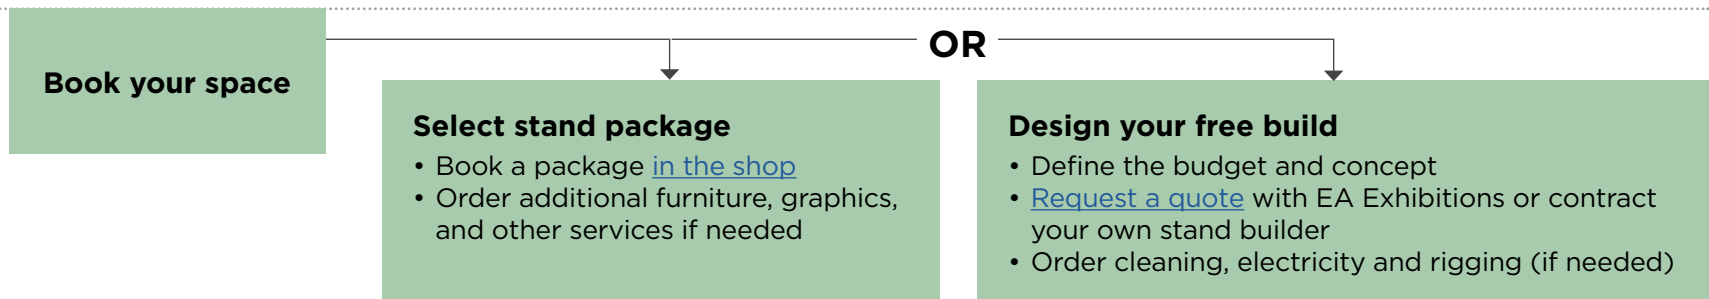 Book your space
OR
Select stand package
• Book a package in the shop
• Order additional furniture, graphics,
and other services if needed
Design your free build
• Define the budget and concept
• Request a quote with EA Exhibitions or contract
your own stand builder
• Order cleaning, electricity and rigging (if needed)